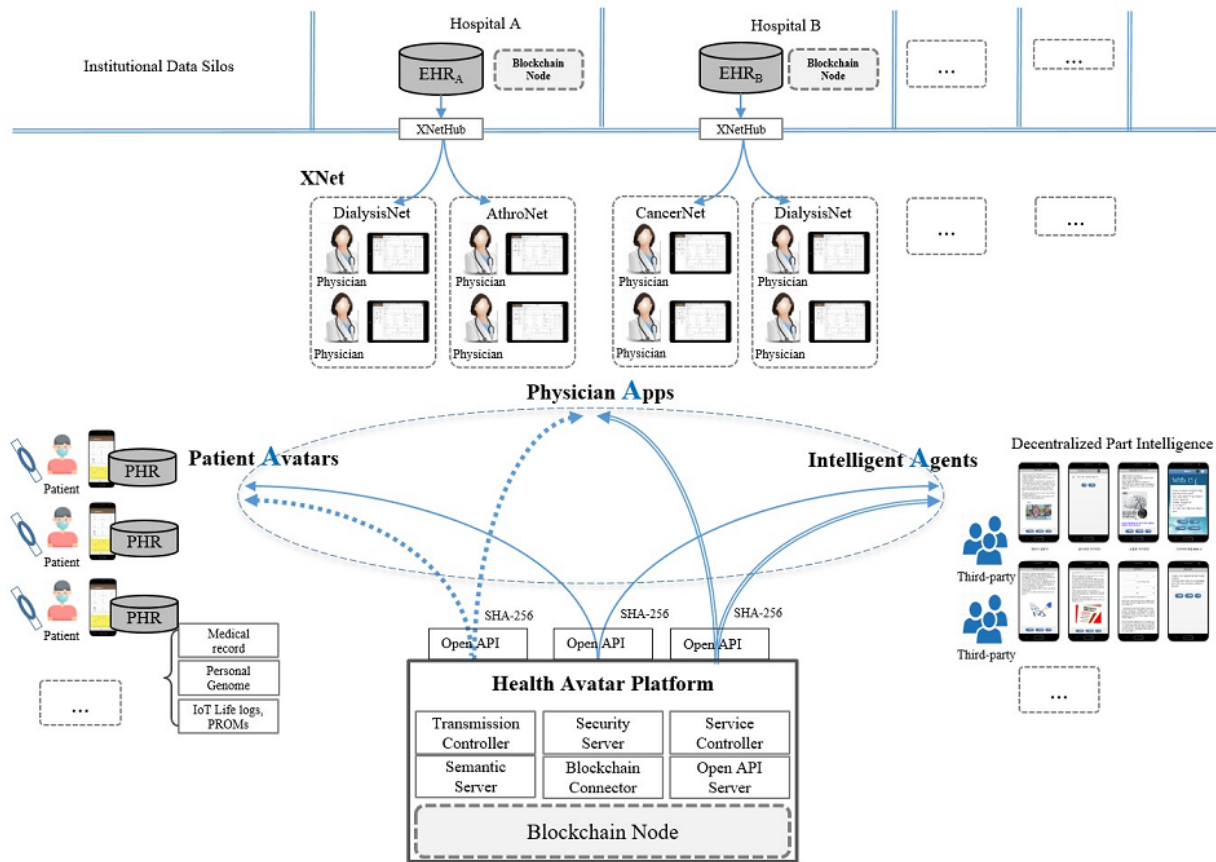 Hospital A
Hospital B
Institutional Data Silos
EHRA
Blockchain
Node
EHRB
Blockchain
Node
...
...
XNetHub
XNetHub
XNet
DialysisNet
AthroNet
CancerNet
DialysisNet
...
...
Physician
Physician
Physician
Physician
Physician
Physician
Physician
Physician
Physician Apps
Patient Avatars
Intelligent Agents
Decentralized Part Intelligence
PHR
Patient
PHR
Patient
PHR
Patient
Third-party
Third-party
...
...
Medical
record
Personal
Genome
IoT Life logs,
PROMs
SHA-256
SHA-256
SHA-256
Open API
Open API
Open API
Health Avatar Platform
Transmission
Controller
Security
Server
Service
Controller
Semantic
Server
Blockchain
Connector
Open API
Server
Blockchain Node